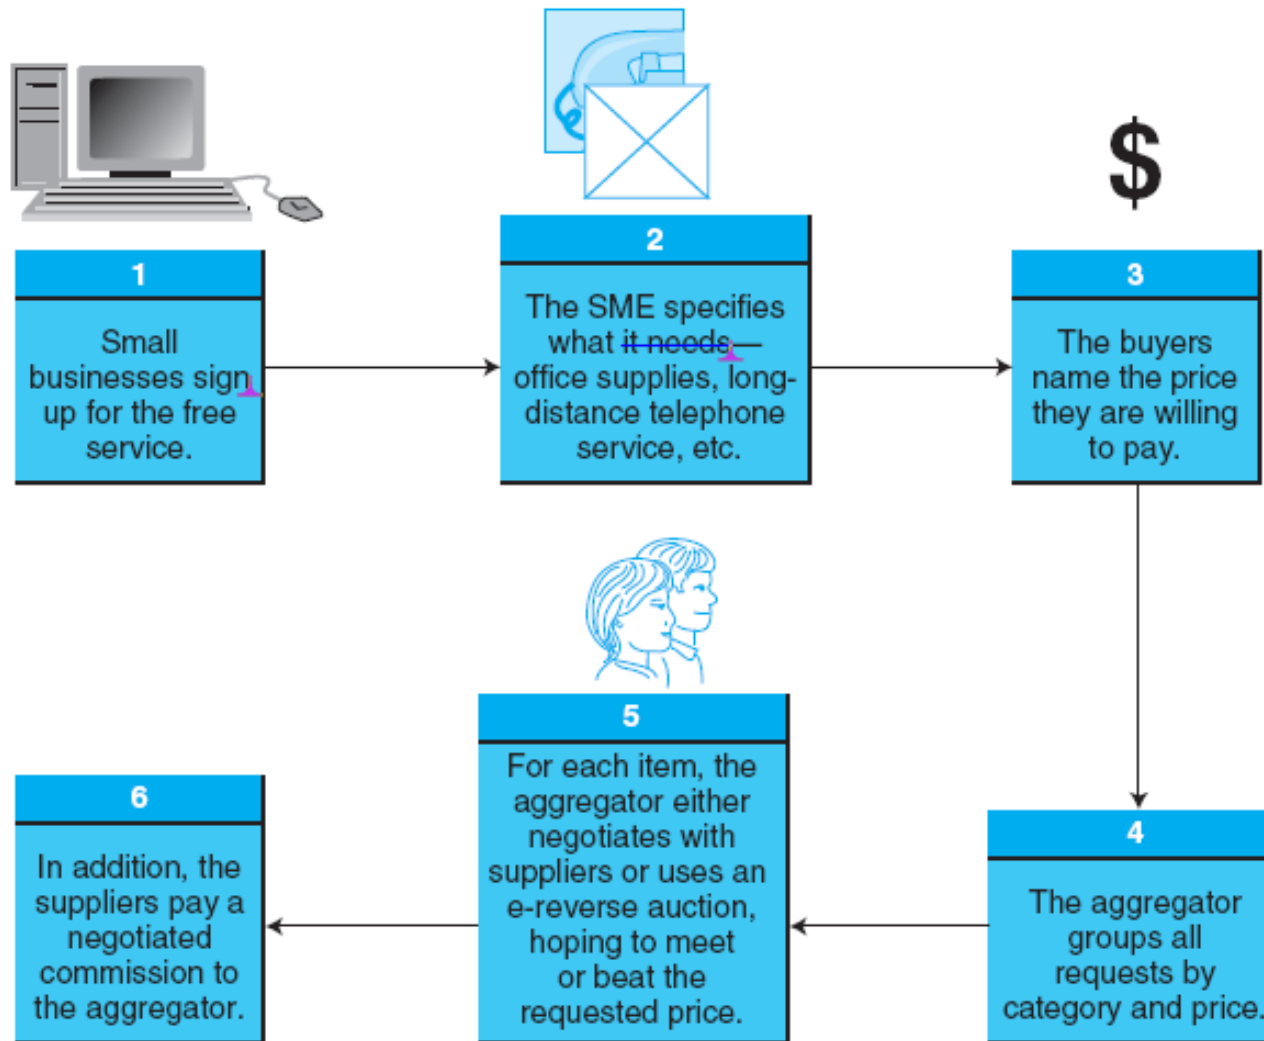 $
1
Small
businesses sign
up for the free
service.
2
The SME specifies
what it needs—
office supplies, long-
distance telephone
service, etc.
3
The buyers
name the price
they are willing
to pay.
4
The aggregator
groups all
requests by
category and price.
5
For each item, the
aggregator either
negotiates with
suppliers or uses an
e-reverse auction,
hoping to meet
or beat the
requested price.
6
In addition, the
suppliers pay a
negotiated
commission to
the aggregator.